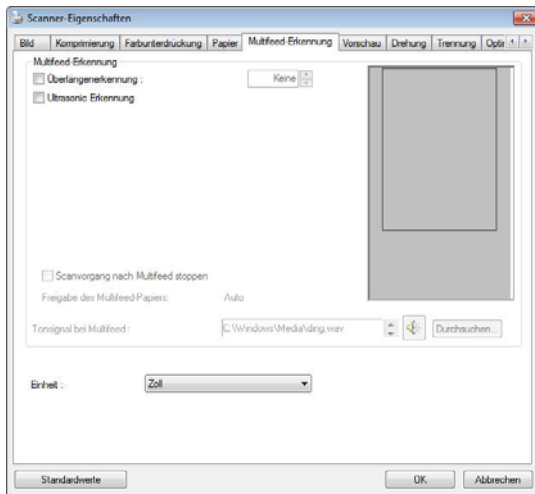 Scanner-Eigenschaften
Bild Komprimierung Farbunterdrückung Papier Multifeed-Erkennung Vorschau Drehung Trennung Opti
Multifeed-Erkennung
Überlängenerkennung : Keine
Ultrasonic Erkennung
Scanvorgang nach Multifeed stoppen
Freigabe des Multifeed-Papiers: Auto
Tonsignal bei Multifeed : C:\Windows\Media\ding.wav Durchsuchen...
Einheit : Zoll
Standardwerte OK Abbrechen